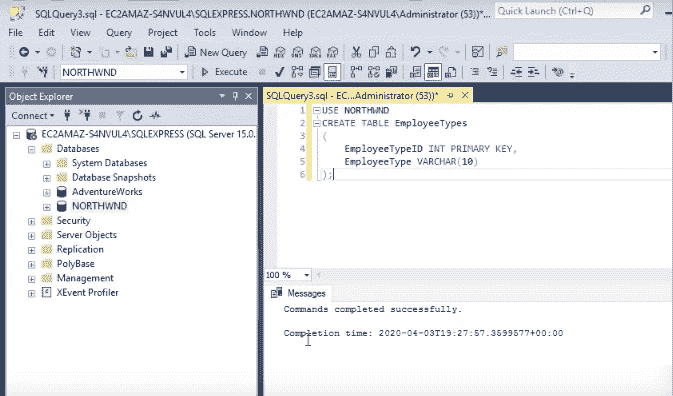 SQLQuery3.sql - EC2AMAZ-S4NVUL4\SQLEXPRESS.NORTHWND (EC2AMAZ-S4NVUL4\Administrator (53))*...
Quick Launch (Ctrl+Q)
File Edit View Query Project Tools Window Help
New Query
NORTHWND
Execute
Object Explorer
SQLQuery3.sql - EC...Administrator (53))*
Connect
EC2AMAZ-S4NVUL4\SQLEXPRESS (SQL Server 15.0.
Databases
System Databases
Database Snapshots
AdventureWorks
NORTHWND
Security
Server Objects
Replication
PolyBase
Management
XEvent Profiler
1 USE NORTHWND
2 CREATE TABLE EmployeeTypes
3 (
4 EmployeeTypeID INT PRIMARY KEY,
5 EmployeeType VARCHAR(10)
6 );
100 %
Messages
Commands completed successfully.
Completion time: 2020-04-03T19:27:57.3599577+00:00